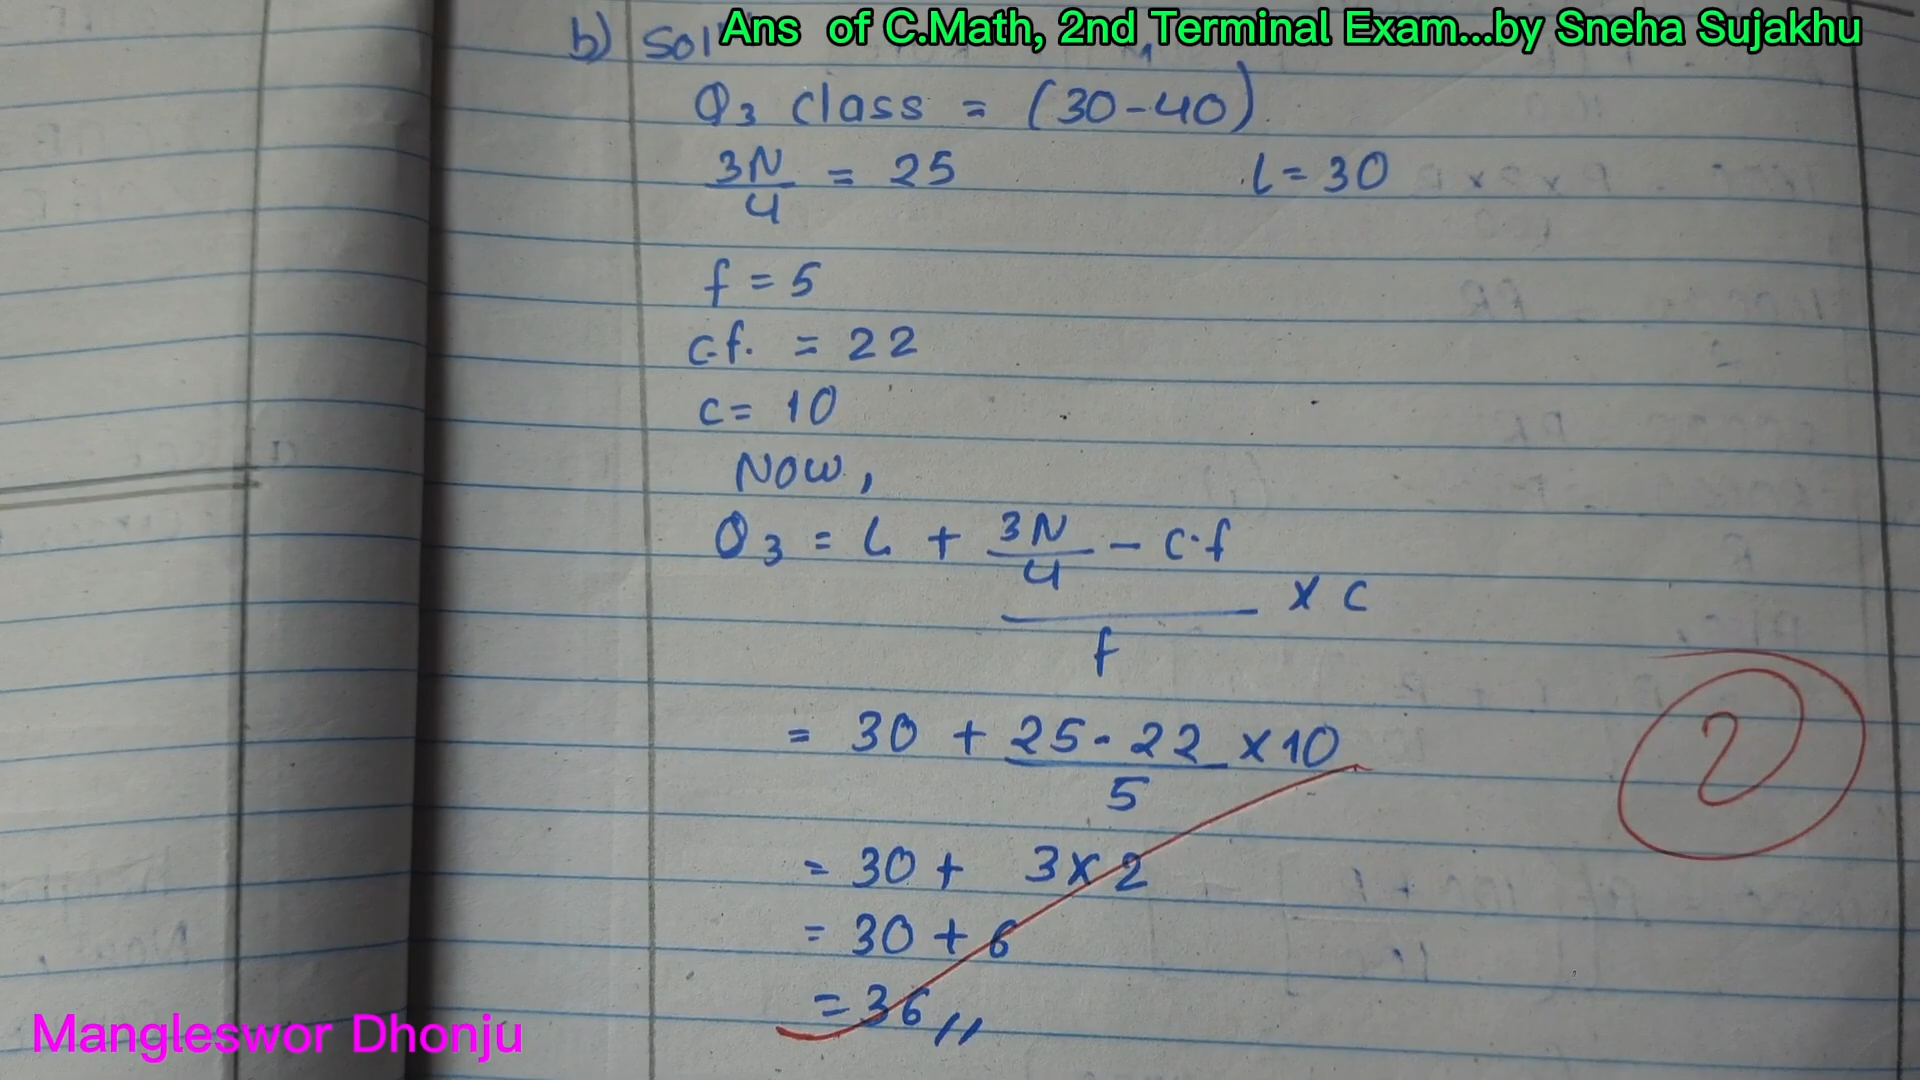 Ans of C.Math, 2nd Terminal Exam...by Sneha Sujakhu
b) Solⁿ
Q₃ class = (30-40)
3N/4 = 25 l = 30
f = 5
c.f. = 22
c = 10
Now,
Q₃ = L + (3N/4 - c.f)/f × c
= 30 + (25-22)/5 × 10
2
= 30 + 3×2
= 30 + 6
= 36,,
Mangleswor Dhonju